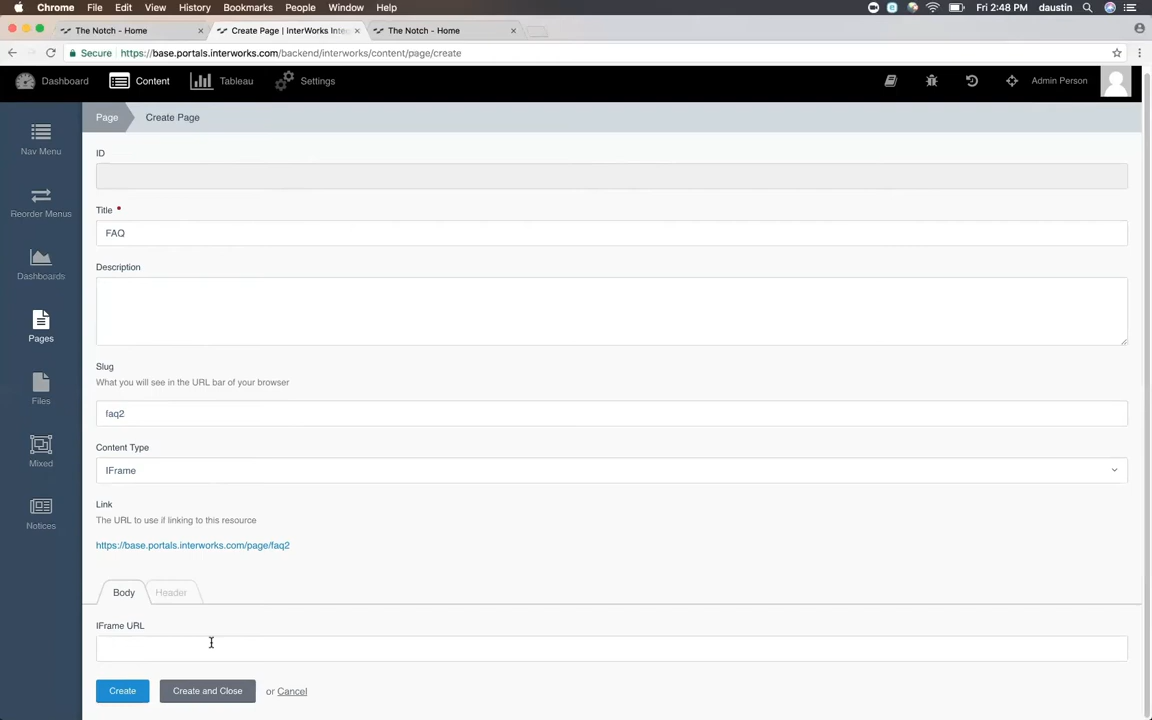 Chrome File Edit View History Bookmarks People Window Help Fri 2:48 PM daustin
The Notch - Home × Create Page | InterWorks Inte × The Notch - Home ×
Secure https://base.portals.interworks.com/backend/interworks/content/page/create
Dashboard Content Tableau Settings Admin Person
Nav Menu
Reorder Menus
Dashboards
Pages
Files
Mixed
Notices
Page Create Page
ID
Title *
FAQ
Description
Slug
What you will see in the URL bar of your browser
faq2
Content Type
IFrame
Link
The URL to use if linking to this resource
https://base.portals.interworks.com/page/faq2
Body Header
IFrame URL
Create Create and Close or Cancel